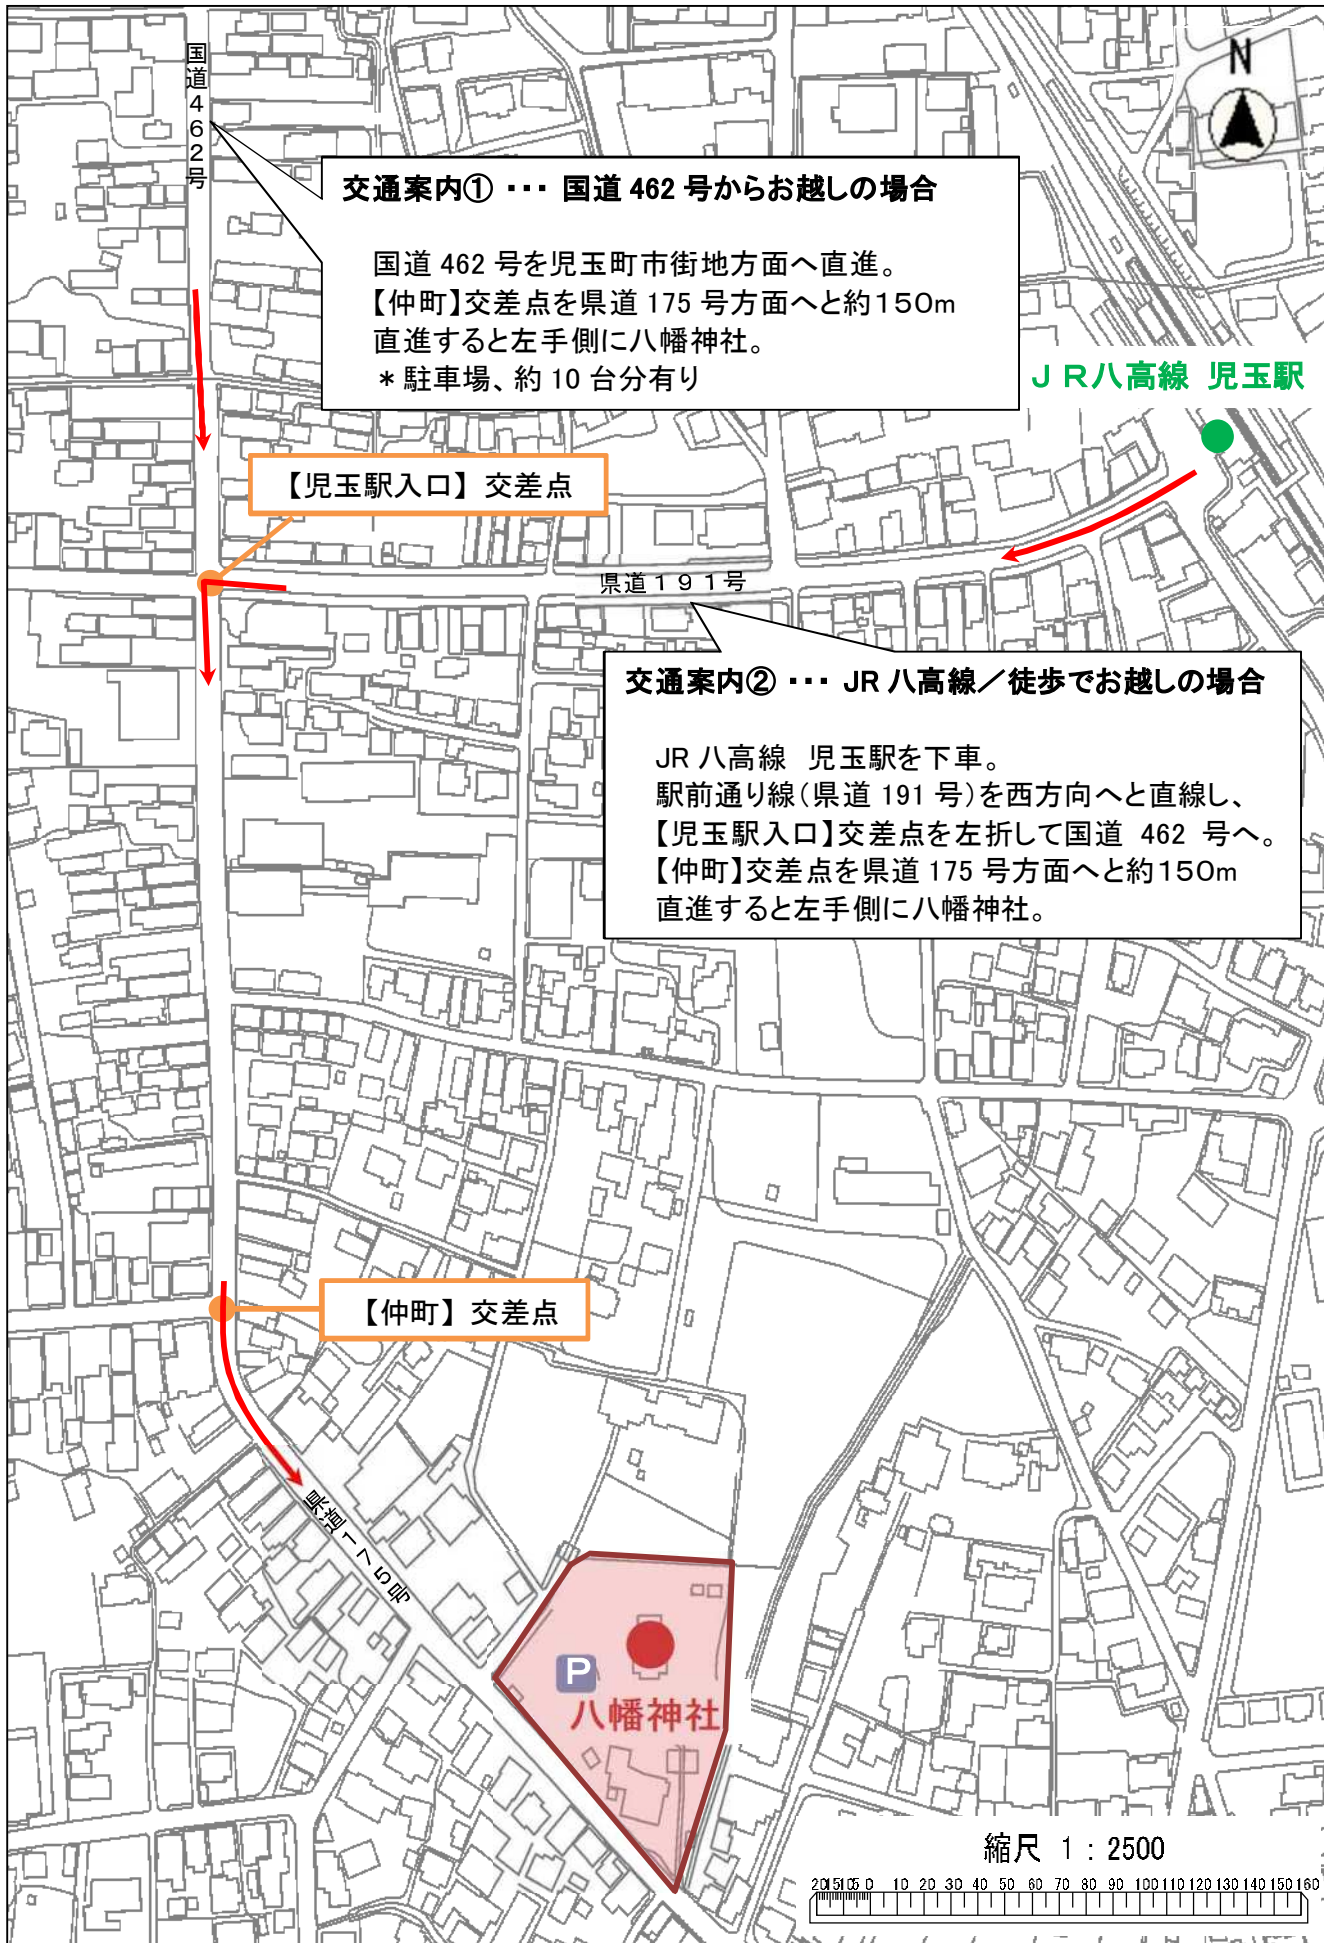 国道462号
N
交通案内① ･･･ 国道 462 号からお越しの場合
国道 462 号を児玉町市街地方面へ直進。
【仲町】交差点を県道 175 号方面へと約150m
直進すると左手側に八幡神社。
＊駐車場、約 10 台分有り
ＪＲ八高線 児玉駅
【児玉駅入口】交差点
県道191号
交通案内② ･･･ JR 八高線／徒歩でお越しの場合
JR 八高線 児玉駅を下車。
駅前通り線（県道 191 号）を西方向へと直線し、
【児玉駅入口】交差点を左折して国道 462 号へ。
【仲町】交差点を県道 175 号方面へと約150m
直進すると左手側に八幡神社。
【仲町】交差点
県道175号
P
八幡神社
縮尺 1：2500
20 15 10 5 0 10 20 30 40 50 60 70 80 90 100 110 120 130 140 150 160